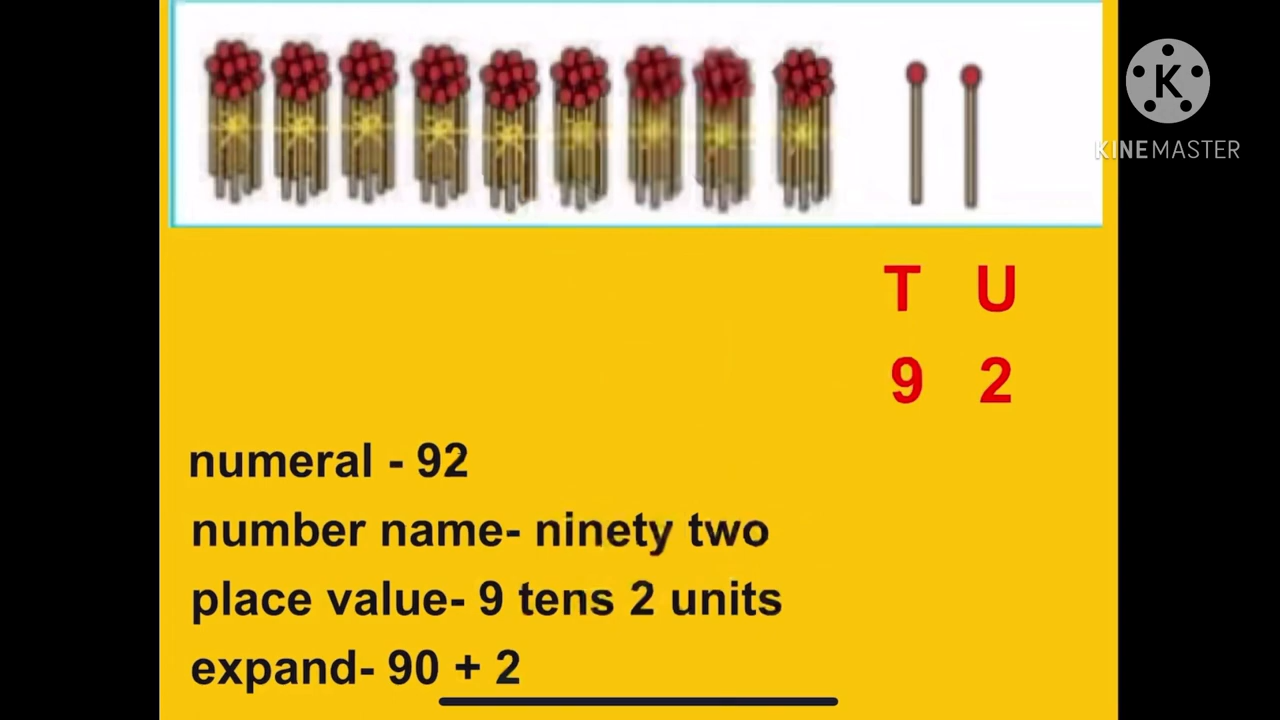 K
KINEMASTER
T U
9 2
numeral - 92
number name- ninety two
place value- 9 tens 2 units
expand- 90 + 2